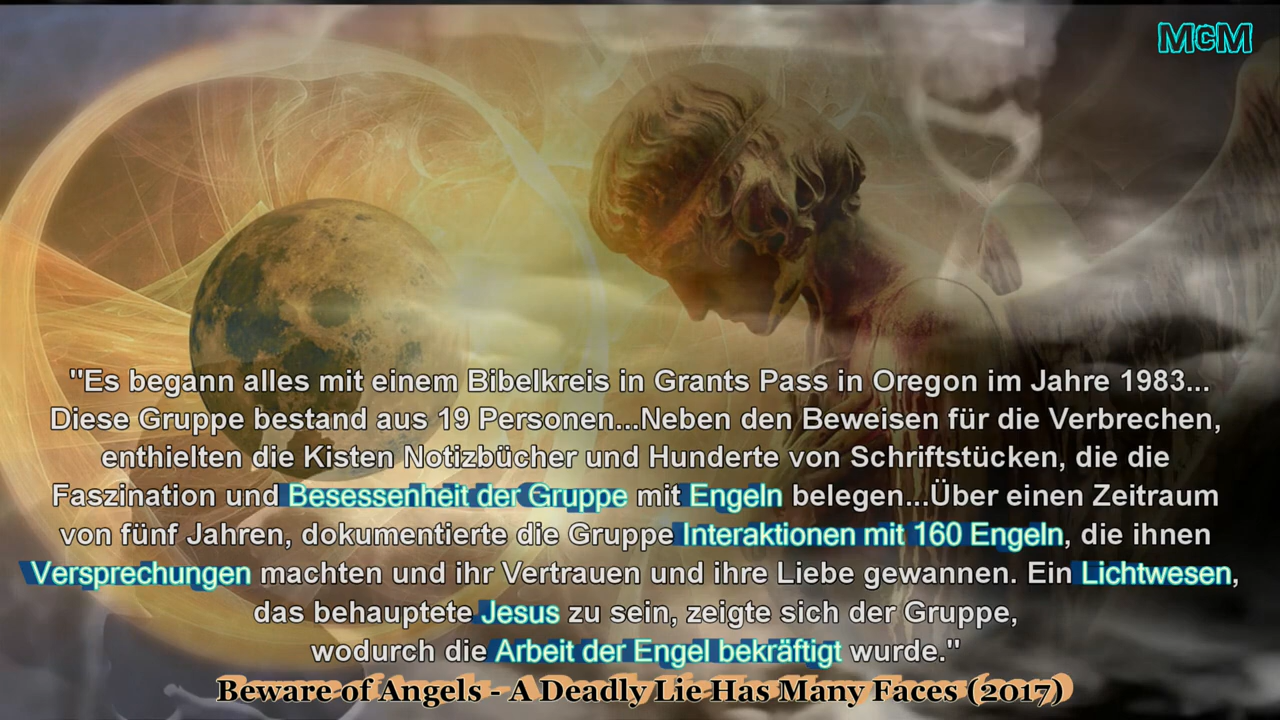 McM
"Es begann alles mit einem Bibelkreis in Grants Pass in Oregon im Jahre 1983...
Diese Gruppe bestand aus 19 Personen...Neben den Beweisen für die Verbrechen,
enthielten die Kisten Notizbücher und Hunderte von Schriftstücken, die die
Faszination und Besessenheit der Gruppe mit Engeln belegen...Über einen Zeitraum
von fünf Jahren, dokumentierte die Gruppe Interaktionen mit 160 Engeln, die ihnen
Versprechungen machten und ihr Vertrauen und ihre Liebe gewannen. Ein Lichtwesen,
das behauptete Jesus zu sein, zeigte sich der Gruppe,
wodurch die Arbeit der Engel bekräftigt wurde."
Beware of Angels - A Deadly Lie Has Many Faces (2017)